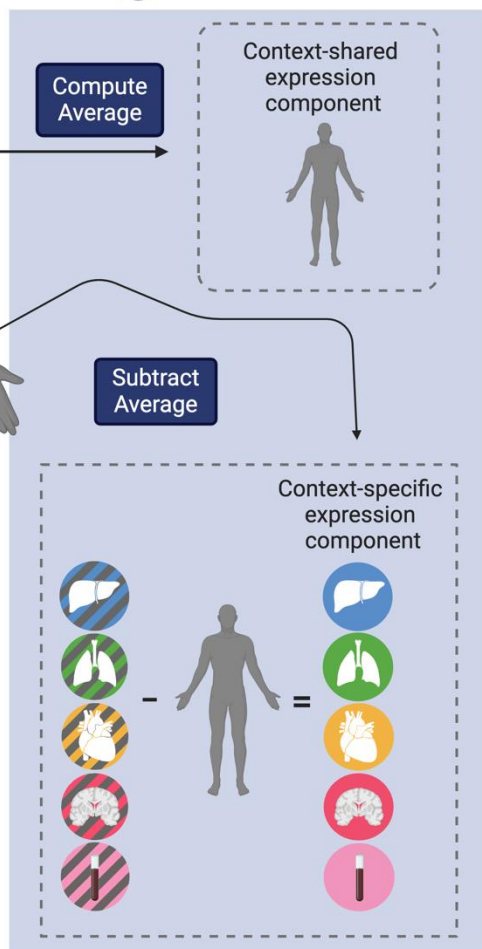 Compute
Average
Context-shared
expression
component
Subtract
Average
Context-specific
expression
component
-
=